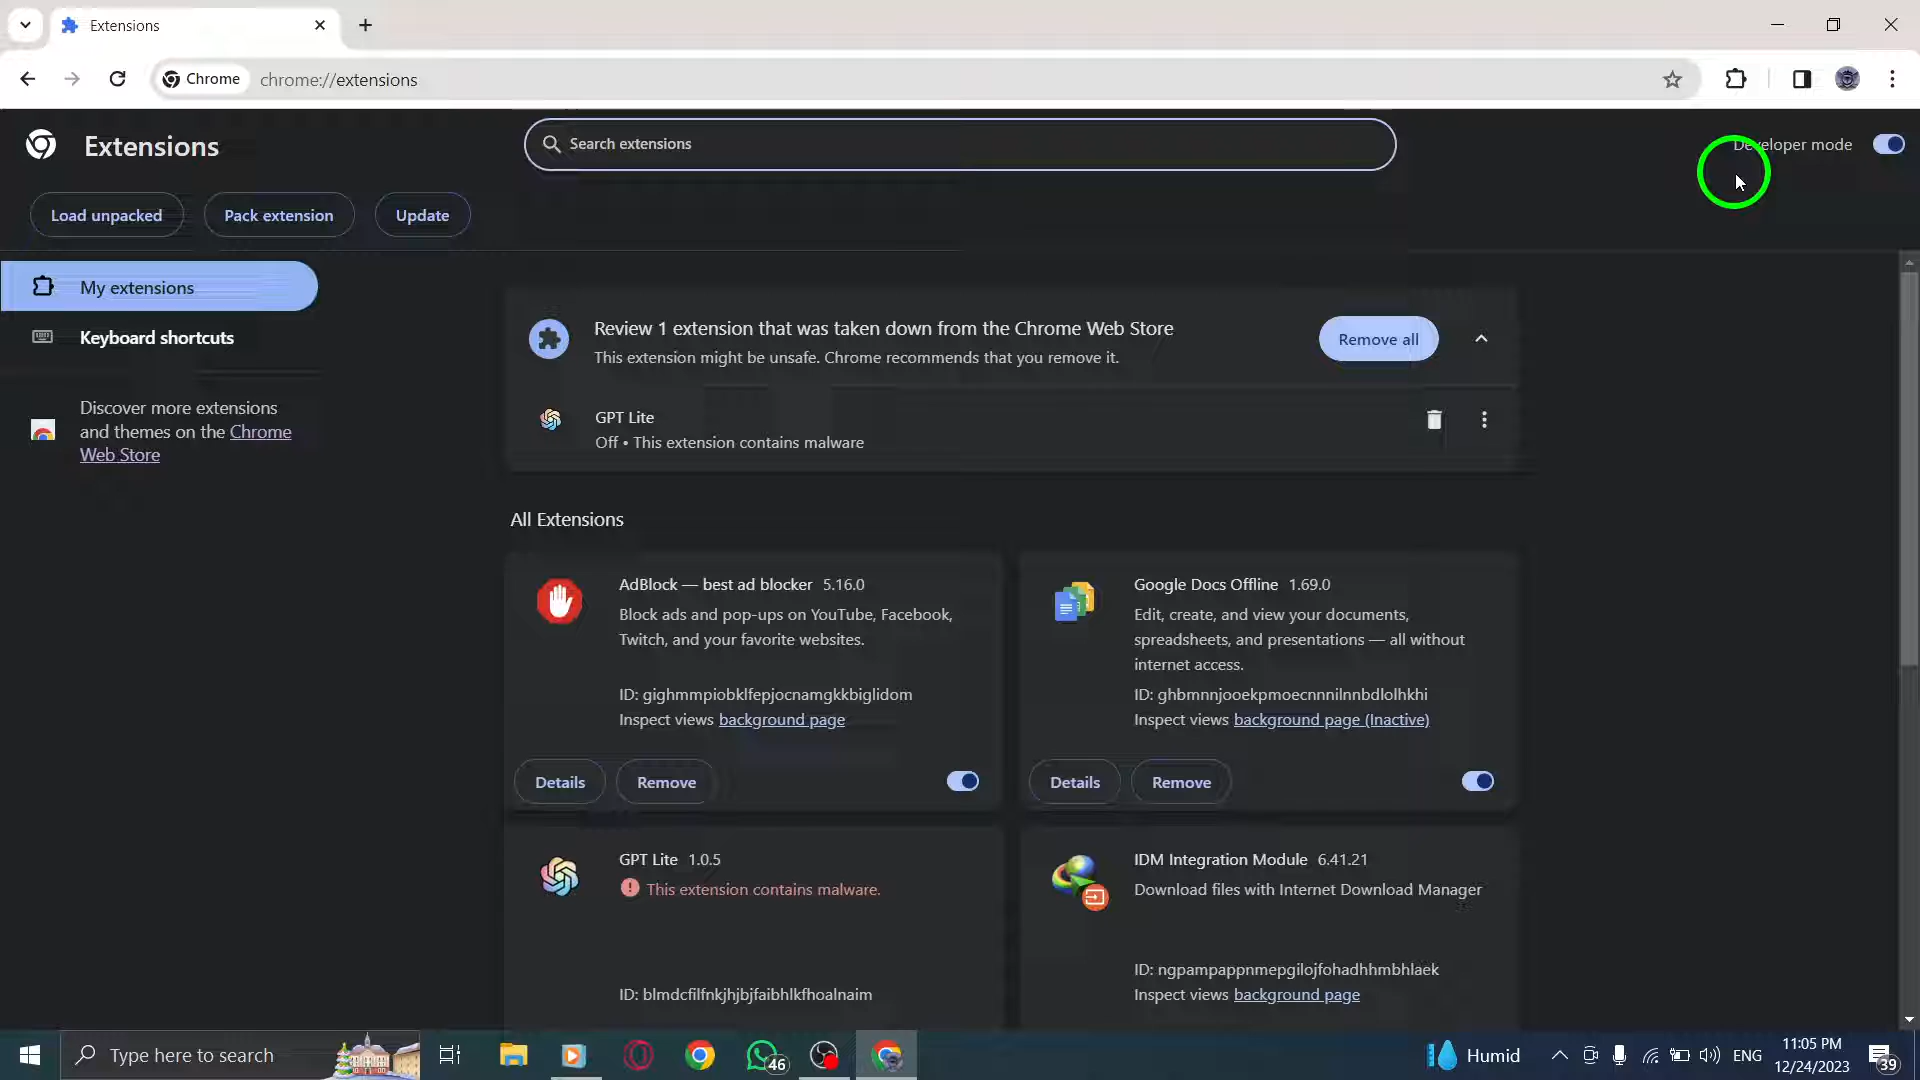 Extensions
Chrome
chrome://extensions
Extensions
Search extensions
Developer mode
Load unpacked
Pack extension
Update
My extensions
Keyboard shortcuts
Discover more extensions
and themes on the Chrome
Web Store
Review 1 extension that was taken down from the Chrome Web Store
This extension might be unsafe. Chrome recommends that you remove it.
Remove all
GPT Lite
Off • This extension contains malware
All Extensions
AdBlock — best ad blocker 5.16.0
Block ads and pop-ups on YouTube, Facebook,
Twitch, and your favorite websites.
ID: gighmmpiobklfepjocnamgkkbiglidom
Inspect views background page
Details
Remove
Google Docs Offline 1.69.0
Edit, create, and view your documents,
spreadsheets, and presentations — all without
internet access.
ID: ghbmnnjooekpmoecnnnilnnbdlolhkhi
Inspect views background page (Inactive)
Details
Remove
GPT Lite 1.0.5
This extension contains malware.
ID: blmdcfilfnkjhjbjfaibhlkfhoalnaim
IDM Integration Module 6.41.21
Download files with Internet Download Manager
ID: ngpampappnmepgilojfohadhhmbhlaek
Inspect views background page
Type here to search
46
Humid
ENG
11:05 PM
12/24/2023
39